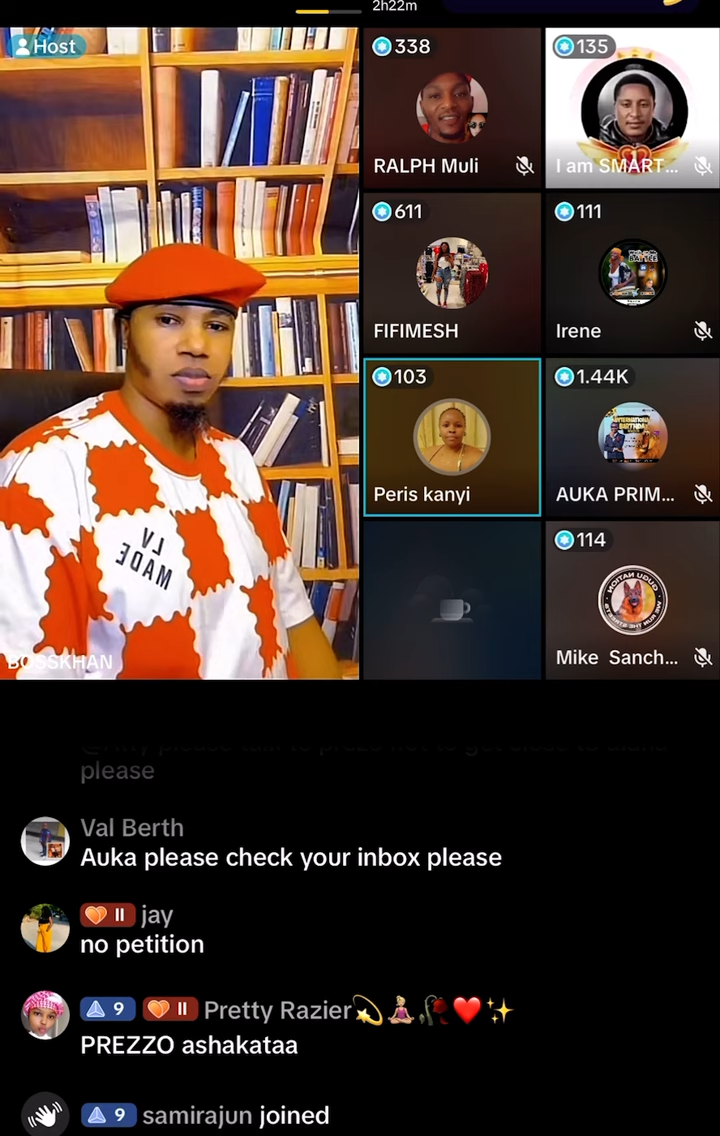 2h22m
Host
338
135
RALPH Muli
I am SMART...
611
111
FIFIMESH
Irene
103
1.44K
Peris kanyi
AUKA PRIM...
114
Mike Sanch...
LV
MADE
BOSSKHAN
please
Val Berth
Auka please check your inbox please
II jay
no petition
9 II Pretty Razier💫🧘🏼‍♀️🥀❤️✨
PREZZO ashakataa
9 samirajun joined